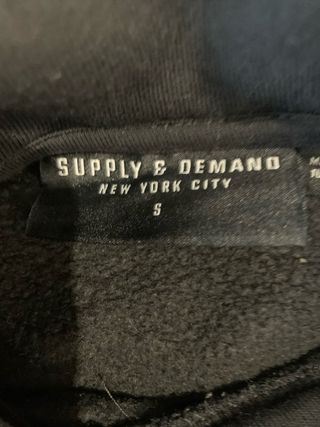 SUPPLY & DEMAND
NEW YORK CITY
S